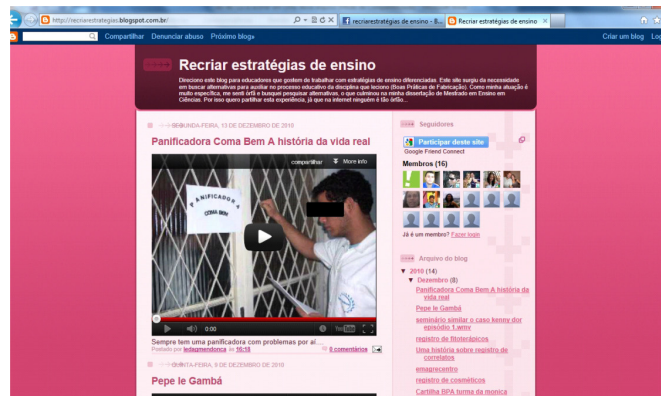 http://recriarestrategias.blogspot.com.br/
recriarestratégias de ensino - B...
Recriar estratégias de ensino
Compartilhar Denunciar abuso Próximo blog»
Criar um blog Log
Recriar estratégias de ensino
Direciono este blog para educadores que gostem de trabalhar com estratégias de ensino diferenciadas. Este site surgiu da necessidade
em buscar alternativas para auxiliar no processo educativo da disciplina que leciono (Boas Práticas de Fabricação). Como minha atuação é
muito específica, me senti órfã e busquei pesquisar alternativas, o que culminou na minha dissertação de Mestrado em Ensino em
Ciências. Por isso quero partilhar esta experiência, já que na internet ninguém é tão órfão...
SEGUNDA-FEIRA, 13 DE DEZEMBRO DE 2010
Panificadora Coma Bem A história da vida real
compartilhar More info
PANIFICADORA
COMA BEM
0:00
YouTube
Sempre tem uma panificadora com problemas por aí....
Postado por ledapmendonca às 16:18
0 comentários
QUINTA-FEIRA, 9 DE DEZEMBRO DE 2010
Pepe le Gambá
Seguidores
Participar deste site
Google Friend Connect
Membros (16)
Já é um membro? Fazer login
Arquivo do blog
▼ 2010 (14)
▼ Dezembro (8)
Panificadora Coma Bem A história da
vida real
Pepe le Gambá
seminário similar o caso kenny dor
episódio 1.wmv
registro de fitoterápicos
Uma história sobre registro de
correlatos
emagrecentro
registro de cosméticos
Cartilha BPA turma da monica